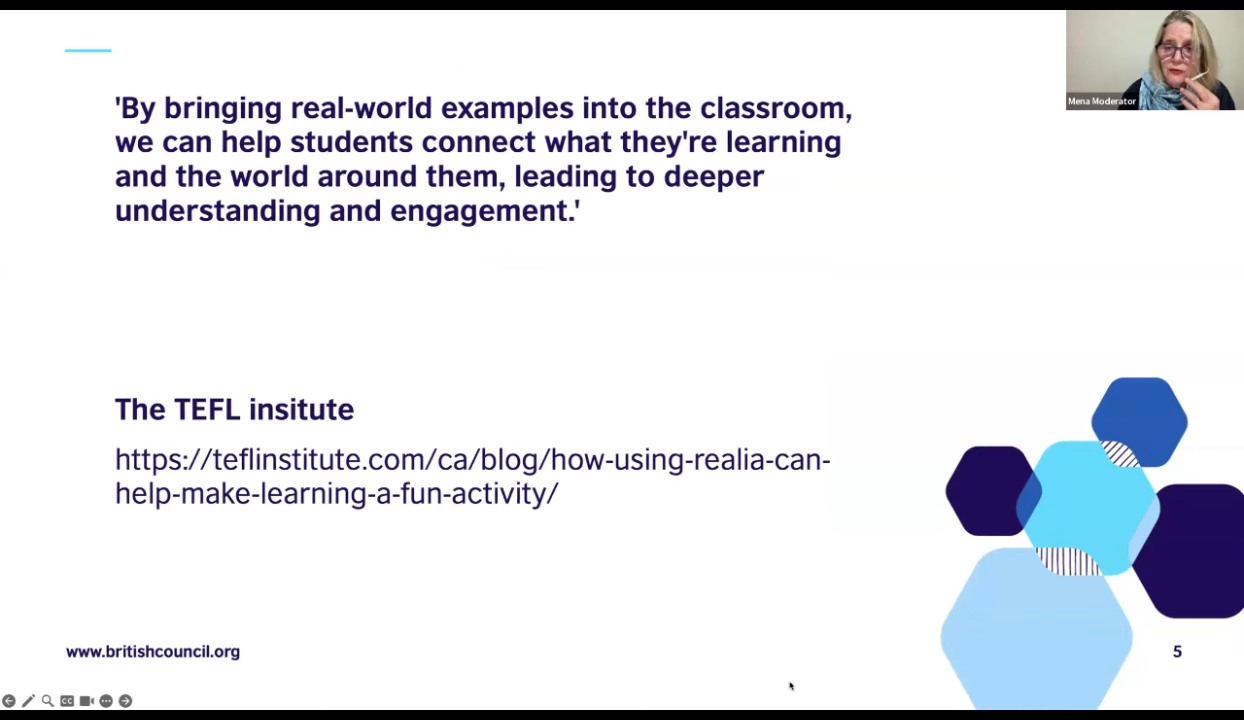 Mena Moderator
'By bringing real-world examples into the classroom,
we can help students connect what they're learning
and the world around them, leading to deeper
understanding and engagement.'
The TEFL insitute
https://teflinstitute.com/ca/blog/how-using-realia-can-
help-make-learning-a-fun-activity/
www.britishcouncil.org
5
CC